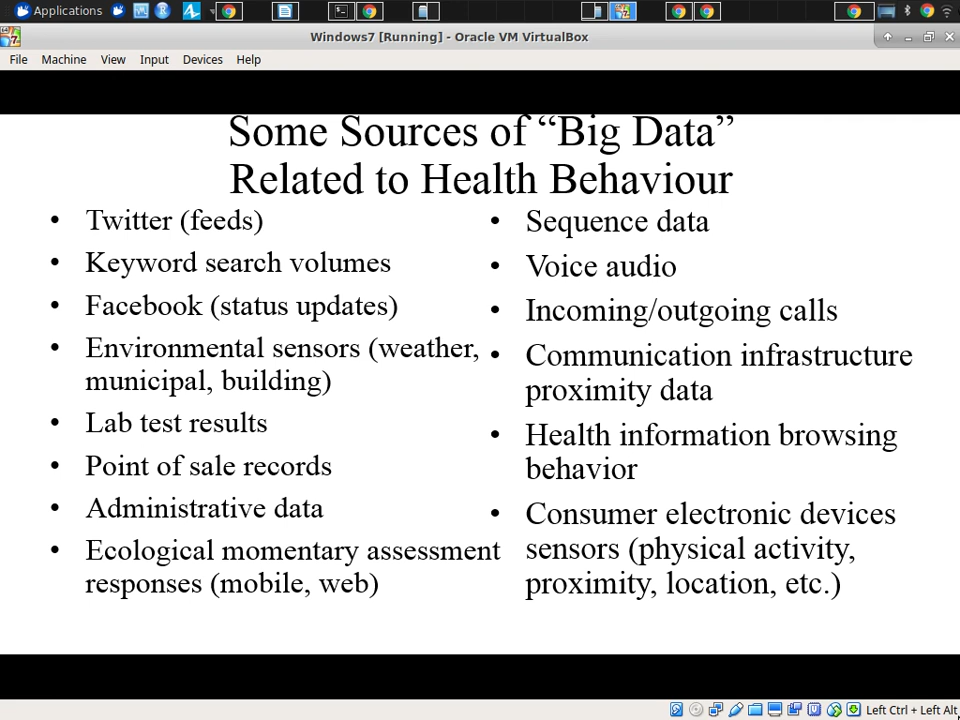 Applications
Windows7 [Running] - Oracle VM VirtualBox
File Machine View Input Devices Help
Some Sources of “Big Data”
Related to Health Behaviour
• Twitter (feeds)
• Keyword search volumes
• Facebook (status updates)
• Environmental sensors (weather,
municipal, building)
• Lab test results
• Point of sale records
• Administrative data
• Ecological momentary assessment
responses (mobile, web)
• Sequence data
• Voice audio
• Incoming/outgoing calls
• Communication infrastructure
proximity data
• Health information browsing
behavior
• Consumer electronic devices
sensors (physical activity,
proximity, location, etc.)
Left Ctrl + Left Alt